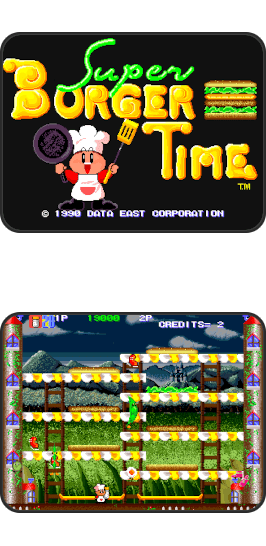 Super
BURGER
TIME
TM
© 1990 DATA EAST CORPORATION
1P 19000 2P
CREDITS= 2